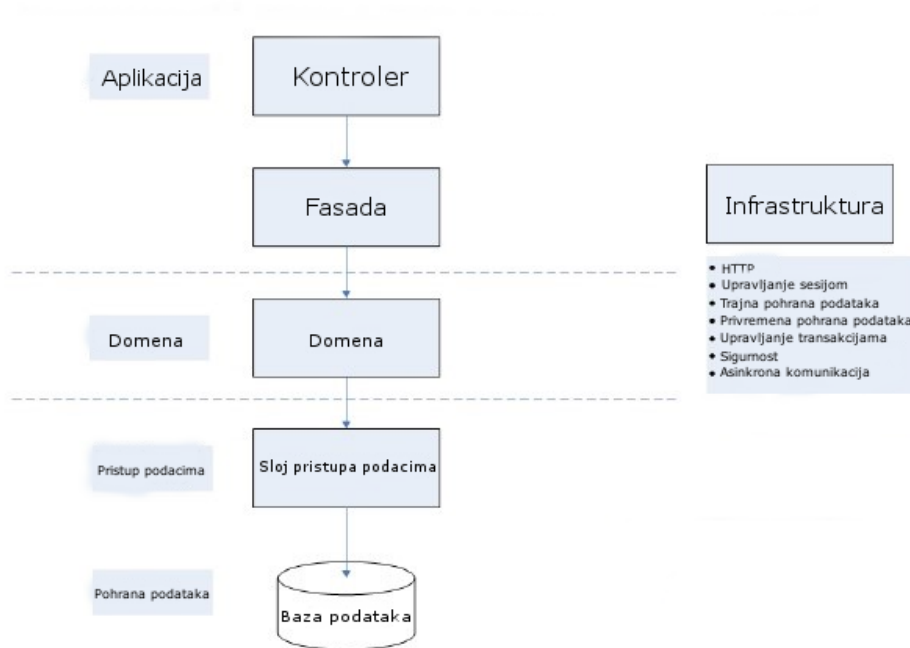 Aplikacija
Kontroler
Fasada
Infrastruktura
• HTTP
• Upravljanje sesijom
• Trajna pohrana podataka
• Privremena pohrana podataka
• Upravljanje transakcijama
• Sigurnost
• Asinkrona komunikacija
Domena
Domena
Pristup podacima
Sloj pristupa podacima
Pohrana podataka
Baza podataka